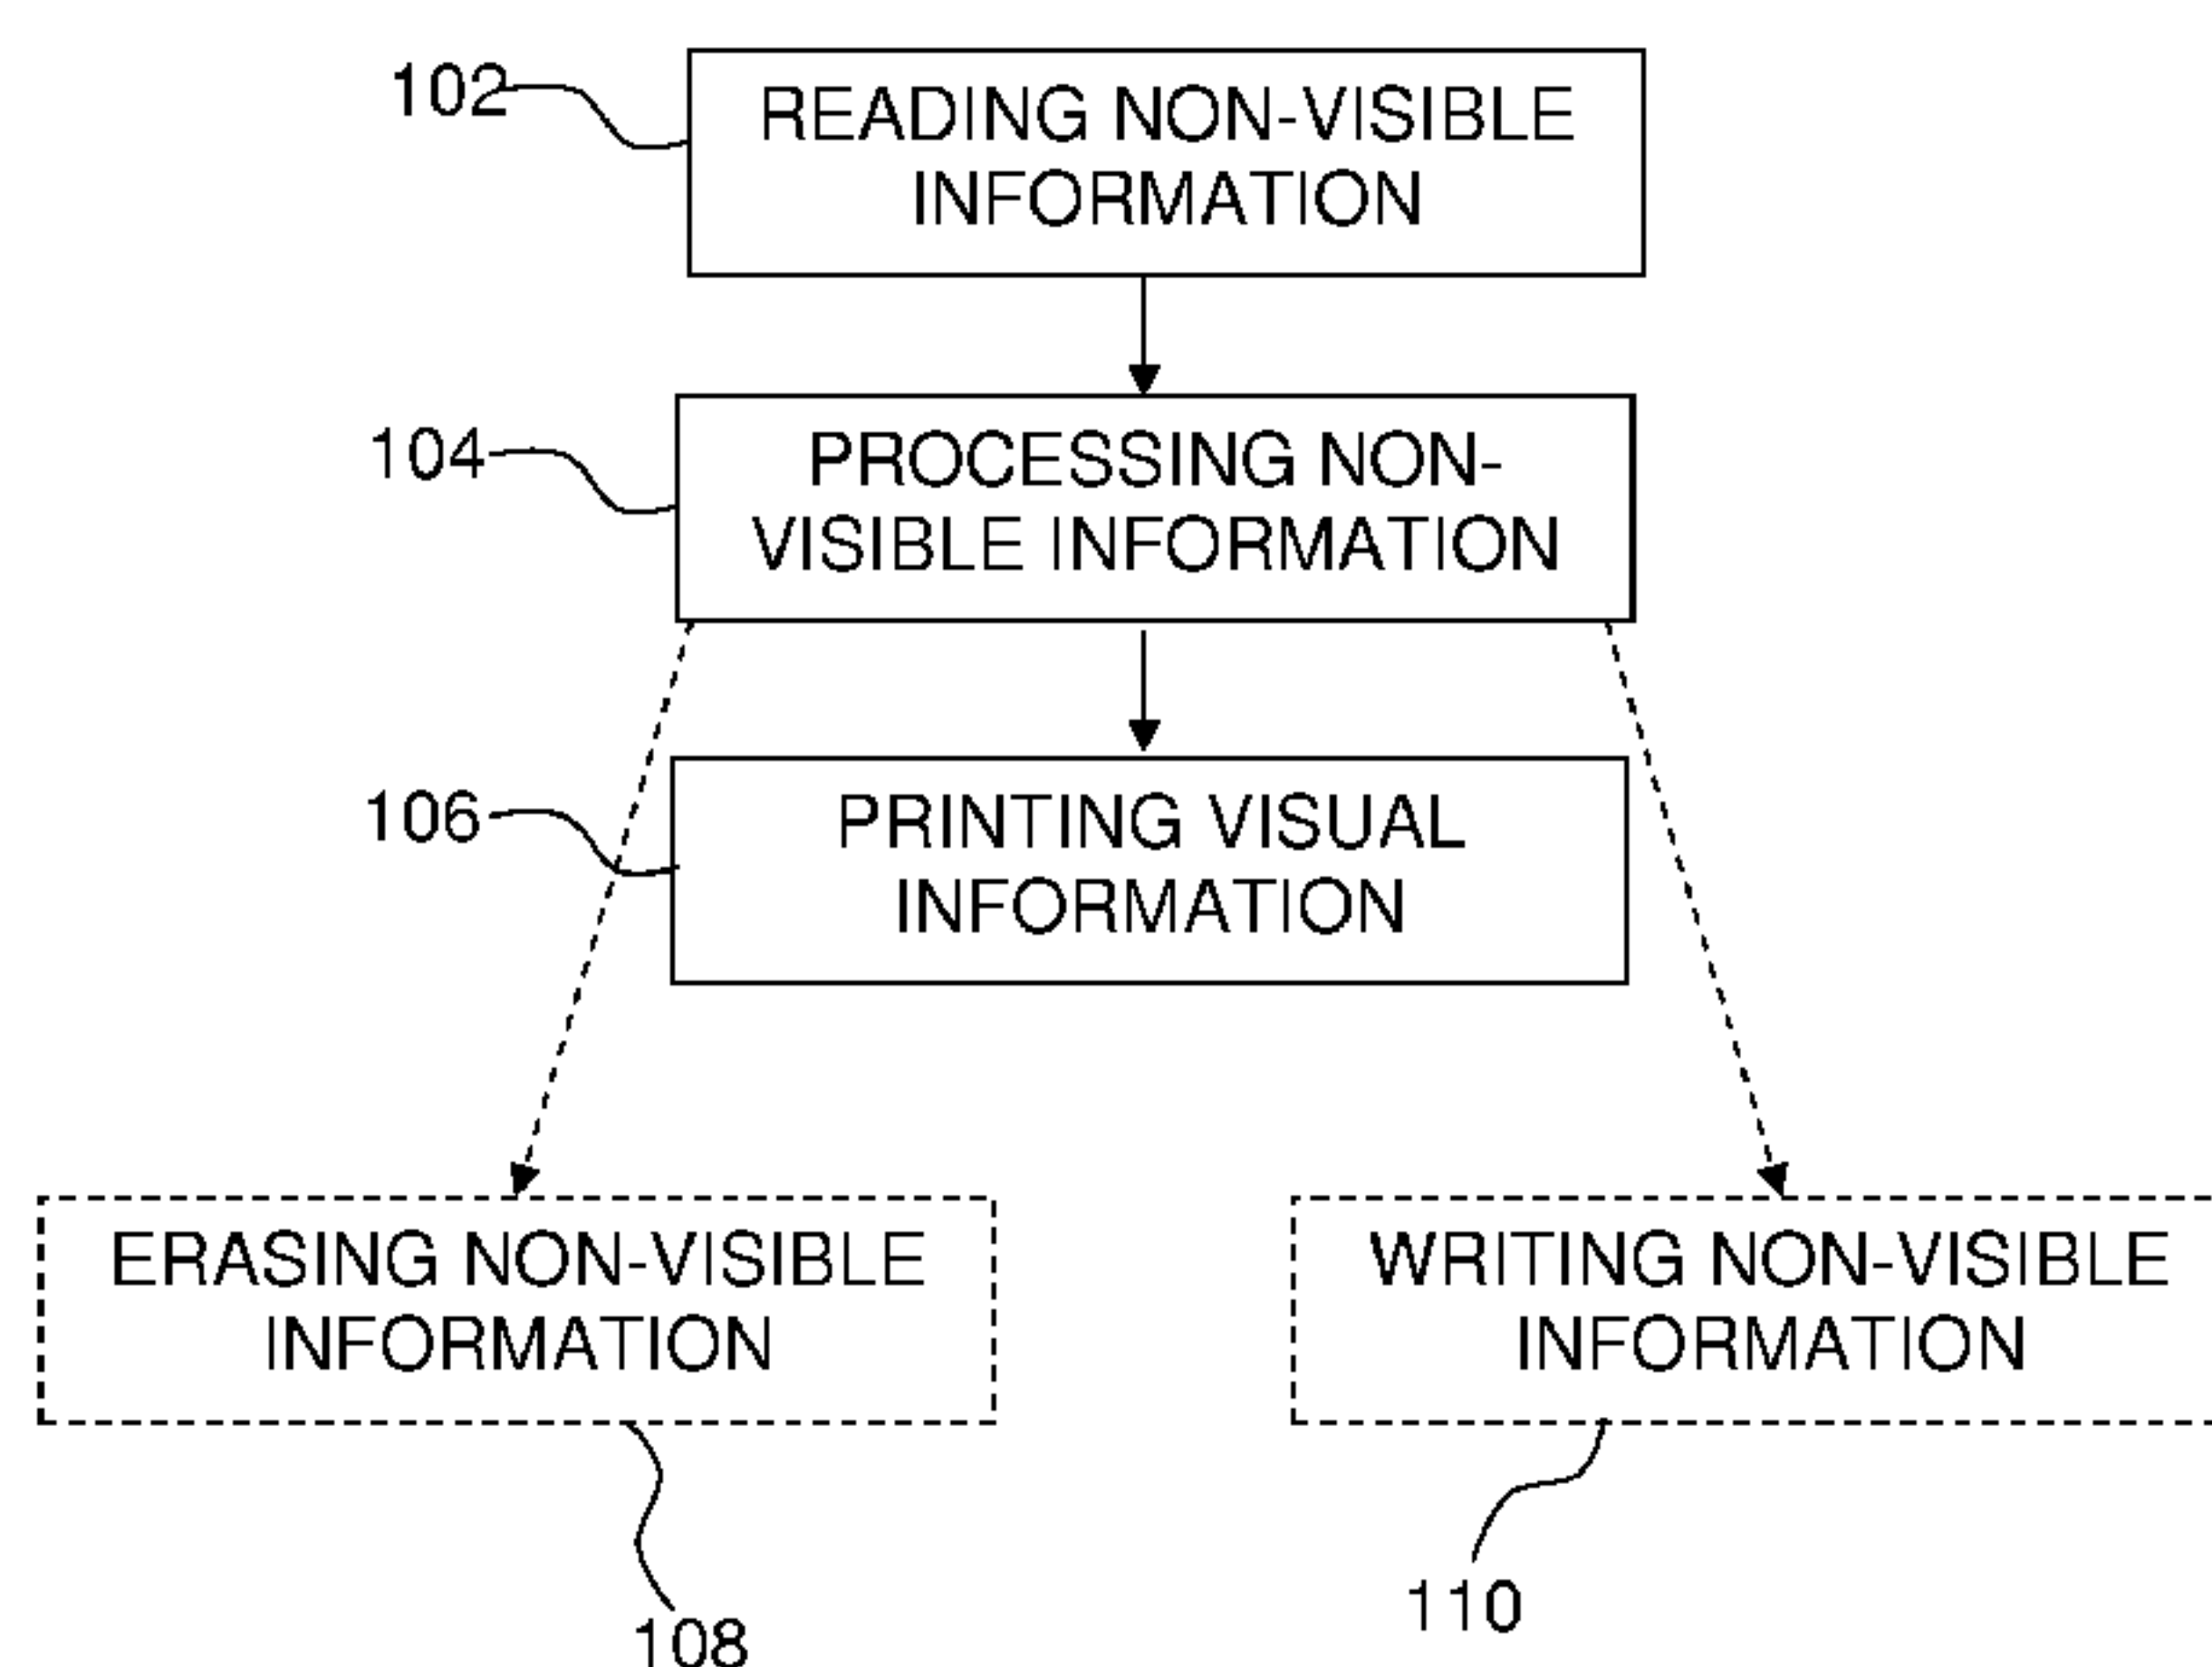 102
READING NON-VISIBLE
INFORMATION
104
PROCESSING NON-
VISIBLE INFORMATION
106
PRINTING VISUAL
INFORMATION
ERASING NON-VISIBLE
INFORMATION
WRITING NON-VISIBLE
INFORMATION
108
110